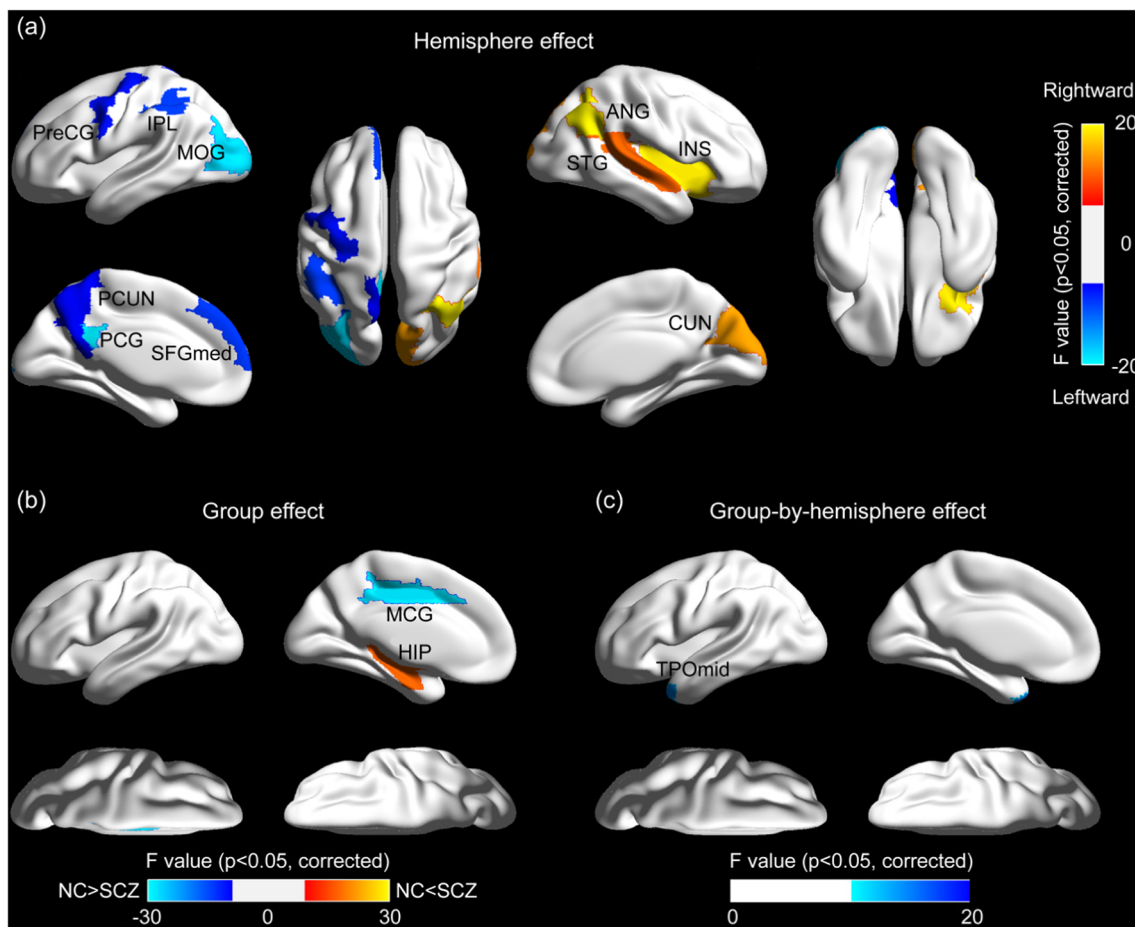 (a)
Hemisphere effect
PreCG
IPL
MOG
ANG
STG
INS
PCUN
PCG
SFGmed
CUN
Rightward
20
F value (p<0.05, corrected)
0
-20
Leftward
(b)
Group effect
MCG
HIP
F value (p<0.05, corrected)
NC>SCZ
NC<SCZ
-30
0
30
(c)
Group-by-hemisphere effect
TPOmid
F value (p<0.05, corrected)
0
20